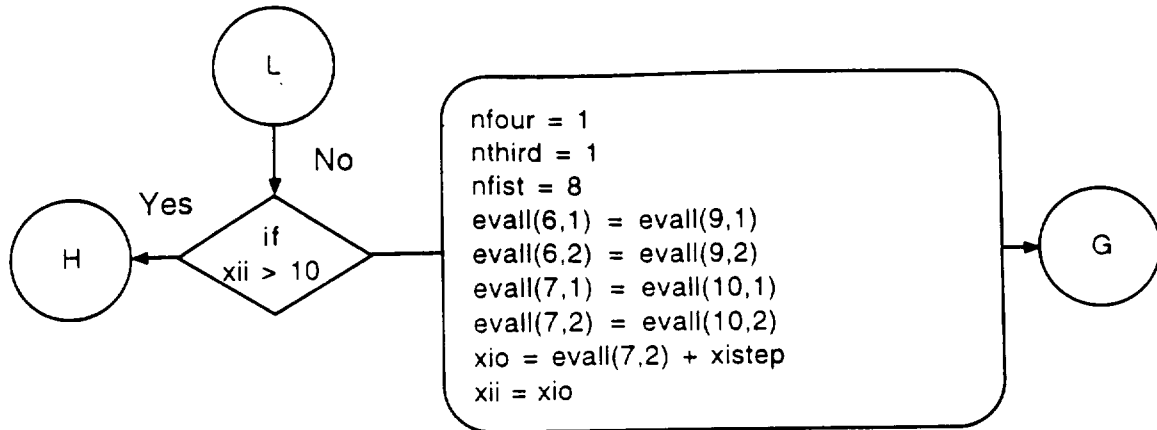 L
No
Yes
H
if
xii > 10
nfour = 1
nthird = 1
nfist = 8
evall(6,1) = evall(9,1)
evall(6,2) = evall(9,2)
evall(7,1) = evall(10,1)
evall(7,2) = evall(10,2)
xio = evall(7,2) + xistep
xii = xio
G